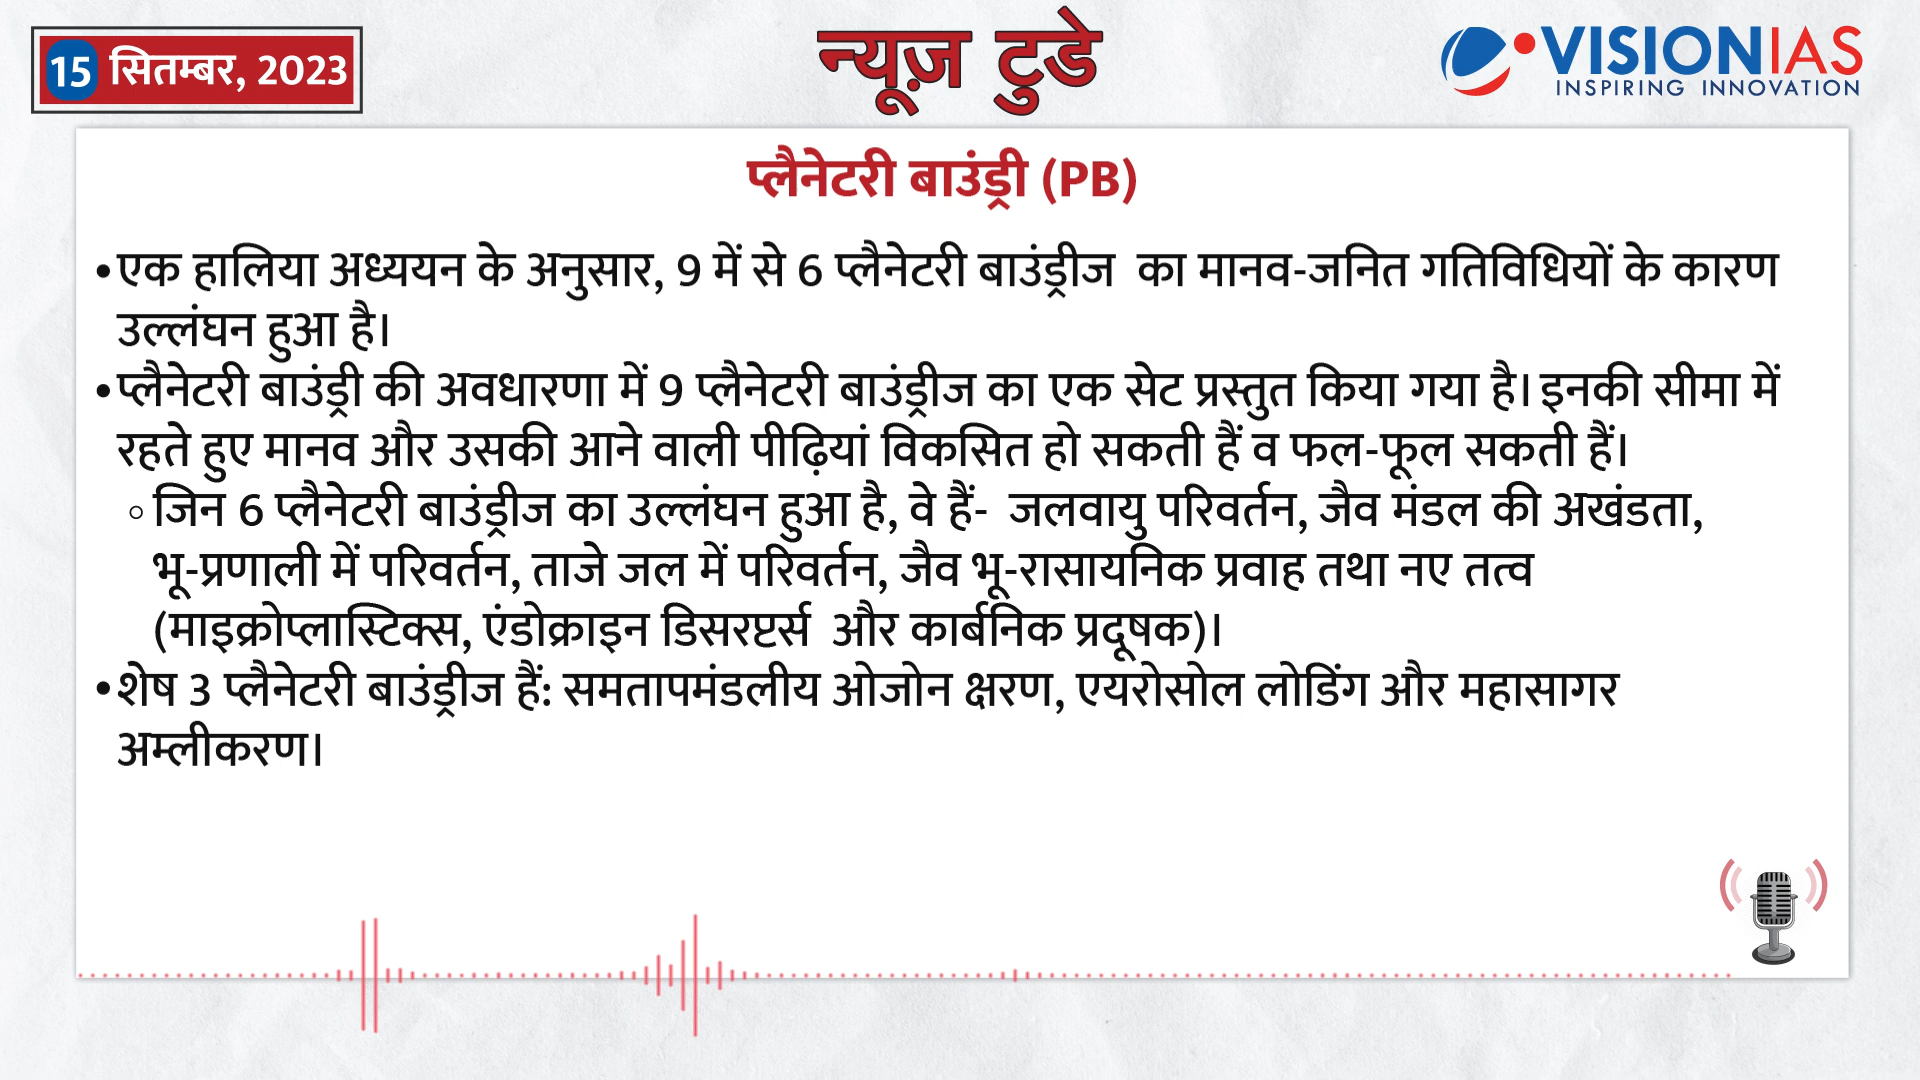 15 सितम्बर, 2023
न्यूज़ टुडे
VISIONIAS
INSPIRING INNOVATION
प्लैनेटरी बाउंड्री (PB)
•एक हालिया अध्ययन के अनुसार, 9 में से 6 प्लैनेटरी बाउंड्रीज का मानव-जनित गतिविधियों के कारण
उल्लंघन हुआ है।
•प्लैनेटरी बाउंड्री की अवधारणा में 9 प्लैनेटरी बाउंड्रीज का एक सेट प्रस्तुत किया गया है। इनकी सीमा में
रहते हुए मानव और उसकी आने वाली पीढ़ियां विकसित हो सकती हैं व फल-फूल सकती हैं।
◦जिन 6 प्लैनेटरी बाउंड्रीज का उल्लंघन हुआ है, वे हैं- जलवायु परिवर्तन, जैव मंडल की अखंडता,
भू-प्रणाली में परिवर्तन, ताजे जल में परिवर्तन, जैव भू-रासायनिक प्रवाह तथा नए तत्व
(माइक्रोप्लास्टिक्स, एंडोक्राइन डिसरप्टर्स और कार्बनिक प्रदूषक)।
•शेष 3 प्लैनेटरी बाउंड्रीज हैं: समतापमंडलीय ओजोन क्षरण, एयरोसोल लोडिंग और महासागर
अम्लीकरण।